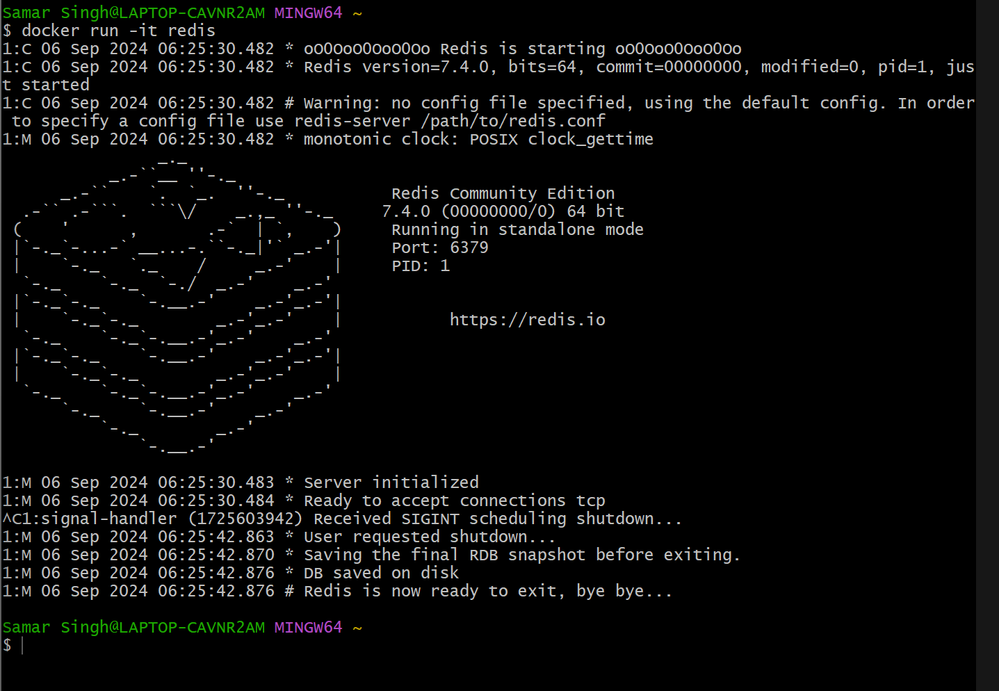 Samar Singh@LAPTOP-CAVNR2AM MINGW64 ~
$ docker run -it redis
1:C 06 Sep 2024 06:25:30.482 * oO0OoO0OoO0Oo Redis is starting oO0OoO0OoO0Oo
1:C 06 Sep 2024 06:25:30.482 * Redis version=7.4.0, bits=64, commit=00000000, modified=0, pid=1, jus
t started
1:C 06 Sep 2024 06:25:30.482 # Warning: no config file specified, using the default config. In order
 to specify a config file use redis-server /path/to/redis.conf
1:M 06 Sep 2024 06:25:30.482 * monotonic clock: POSIX clock_gettime
Redis Community Edition
7.4.0 (00000000/0) 64 bit
Running in standalone mode
Port: 6379
PID: 1
https://redis.io
1:M 06 Sep 2024 06:25:30.483 * Server initialized
1:M 06 Sep 2024 06:25:30.484 * Ready to accept connections tcp
^C1:signal-handler (1725603942) Received SIGINT scheduling shutdown...
1:M 06 Sep 2024 06:25:42.863 * User requested shutdown...
1:M 06 Sep 2024 06:25:42.870 * Saving the final RDB snapshot before exiting.
1:M 06 Sep 2024 06:25:42.876 * DB saved on disk
1:M 06 Sep 2024 06:25:42.876 # Redis is now ready to exit, bye bye...
Samar Singh@LAPTOP-CAVNR2AM MINGW64 ~
$